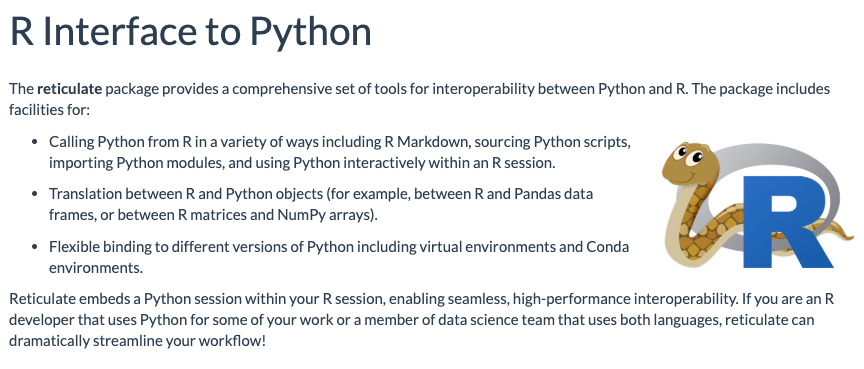 R Interface to Python
The reticulate package provides a comprehensive set of tools for interoperability between Python and R. The package includes
facilities for:
• Calling Python from R in a variety of ways including R Markdown, sourcing Python scripts,
importing Python modules, and using Python interactively within an R session.
• Translation between R and Python objects (for example, between R and Pandas data
frames, or between R matrices and NumPy arrays).
• Flexible binding to different versions of Python including virtual environments and Conda
environments.
R
Reticulate embeds a Python session within your R session, enabling seamless, high-performance interoperability. If you are an R
developer that uses Python for some of your work or a member of data science team that uses both languages, reticulate can
dramatically streamline your workflow!